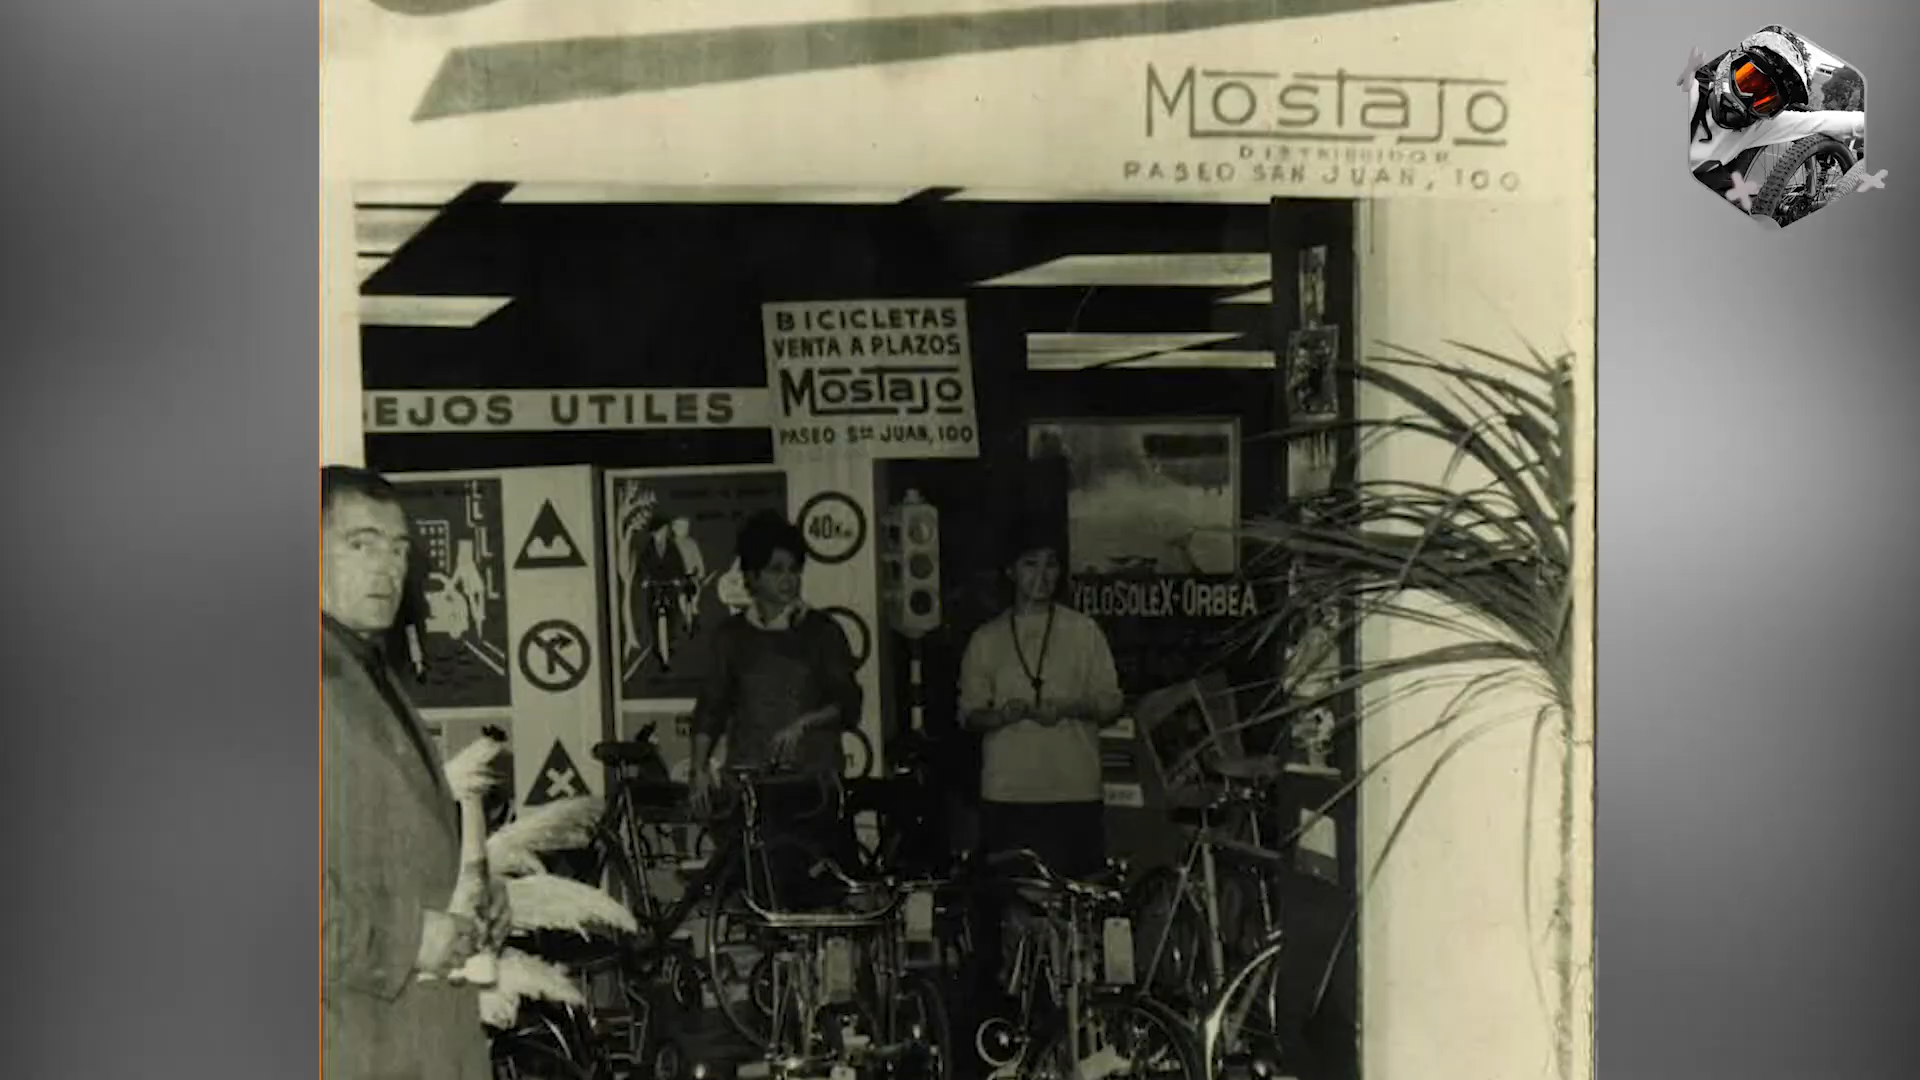 Mostajo
DISTRIBUIDOR
PASEO SAN JUAN, 100
BICICLETAS
VENTA A PLAZOS
Mostajo
PASEO Sⁿ JUAN, 100
EJOS UTILES
40Km
VELOSOLEX-ORBEA